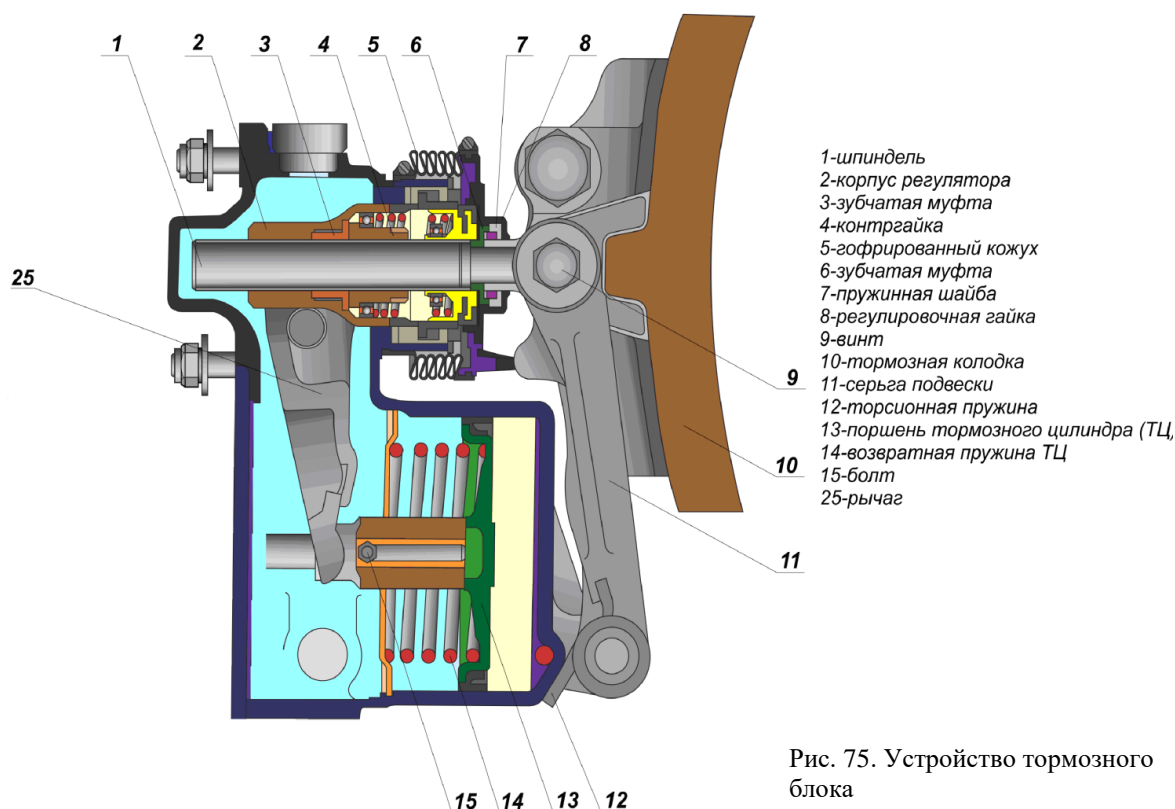 1 2 3 4 5 6 7 8
1-шпиндель
2-корпус регулятора
3-зубчатая муфта
4-контргайка
5-гофрированный кожух
6-зубчатая муфта
7-пружинная шайба
8-регулировочная гайка
9-винт
10-тормозная колодка
11-серьга подвески
12-торсионная пружина
13-поршень тормозного цилиндра (ТЦ)
14-возвратная пружина ТЦ
15-болт
25-рычаг
25
9
10
11
15 14 13 12
Рис. 75. Устройство тормозного
блока